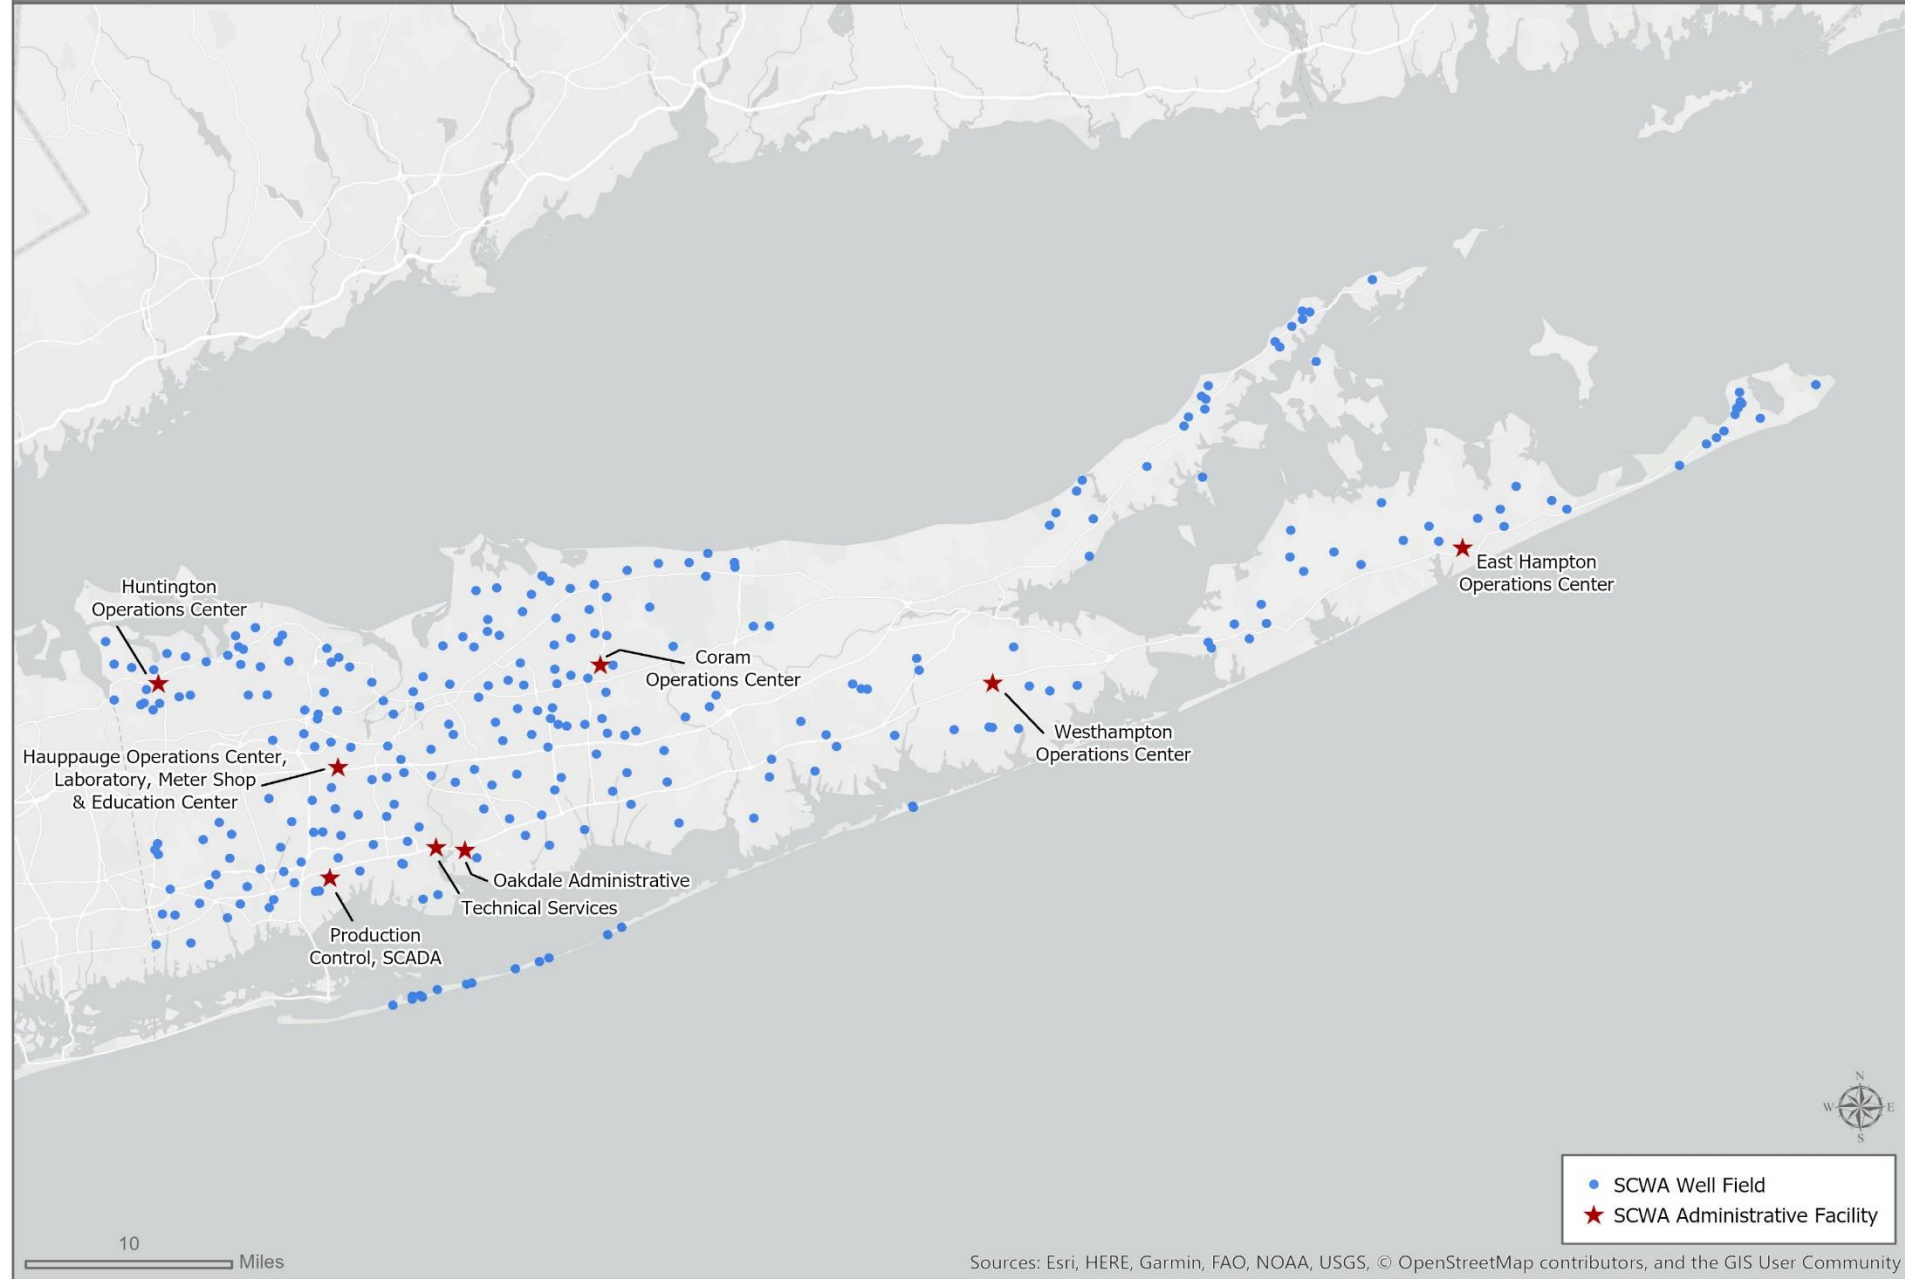 Huntington
Operations Center
Coram
Operations Center
East Hampton
Operations Center
Westhampton
Operations Center
Hauppauge Operations Center,
Laboratory, Meter Shop
& Education Center
Oakdale Administrative
Technical Services
Production
Control, SCADA
N
W
E
S
SCWA Well Field
SCWA Administrative Facility
10
Miles
Sources: Esri, HERE, Garmin, FAO, NOAA, USGS, © OpenStreetMap contributors, and the GIS User Community